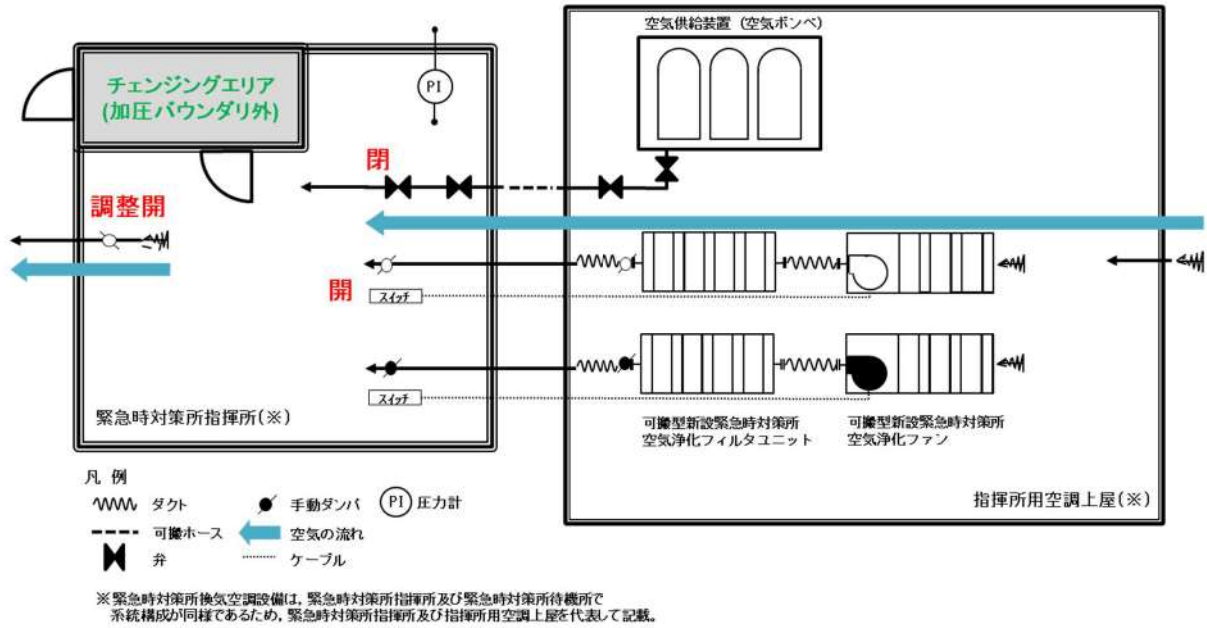 空気供給装置 (空気ボンベ)
チェンジングエリア
(加圧バウンダリ外)
PI
閉
調整開
開
スイッチ
スイッチ
緊急時対策所指揮所(※)
可搬型新設緊急時対策所
空気浄化フィルタユニット
可搬型新設緊急時対策所
空気浄化ファン
指揮所用空調上屋(※)
凡 例
ダクト
手動ダンパ
PI 圧力計
可搬ホース
空気の流れ
弁
ケーブル
※緊急時対策所換気空調設備は,緊急時対策所指揮所及び緊急時対策所待機所で
系統構成が同様であるため,緊急時対策所指揮所及び指揮所用空調上屋を代表して記載。